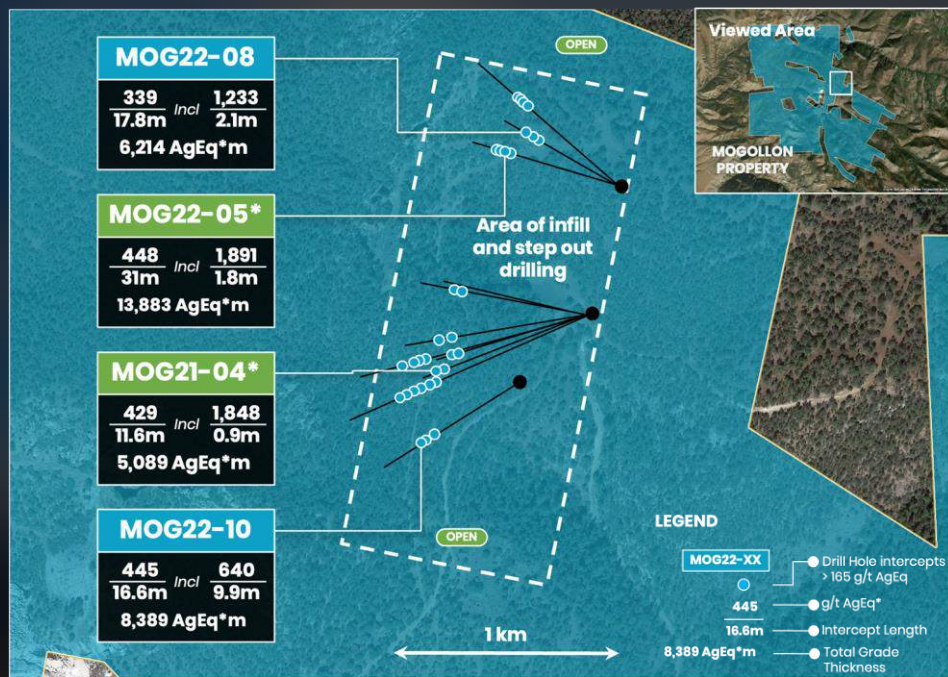 MOG22-08
339 Incl 1,233
17.8m 2.1m
6,214 AgEq*m
MOG22-05*
448 Incl 1,891
31m 1.8m
13,883 AgEq*m
MOG21-04*
429 Incl 1,848
11.6m 0.9m
5,089 AgEq*m
MOG22-10
445 Incl 640
16.6m 9.9m
8,389 AgEq*m
OPEN
Area of infill
and step out
drilling
OPEN
1 km
Viewed Area
MOGOLLON
PROPERTY
LEGEND
MOG22-XX
Drill Hole intercepts
> 165 g/t AgEq
445 g/t AgEq*
16.6m Intercept Length
8,389 AgEq*m Total Grade
Thickness